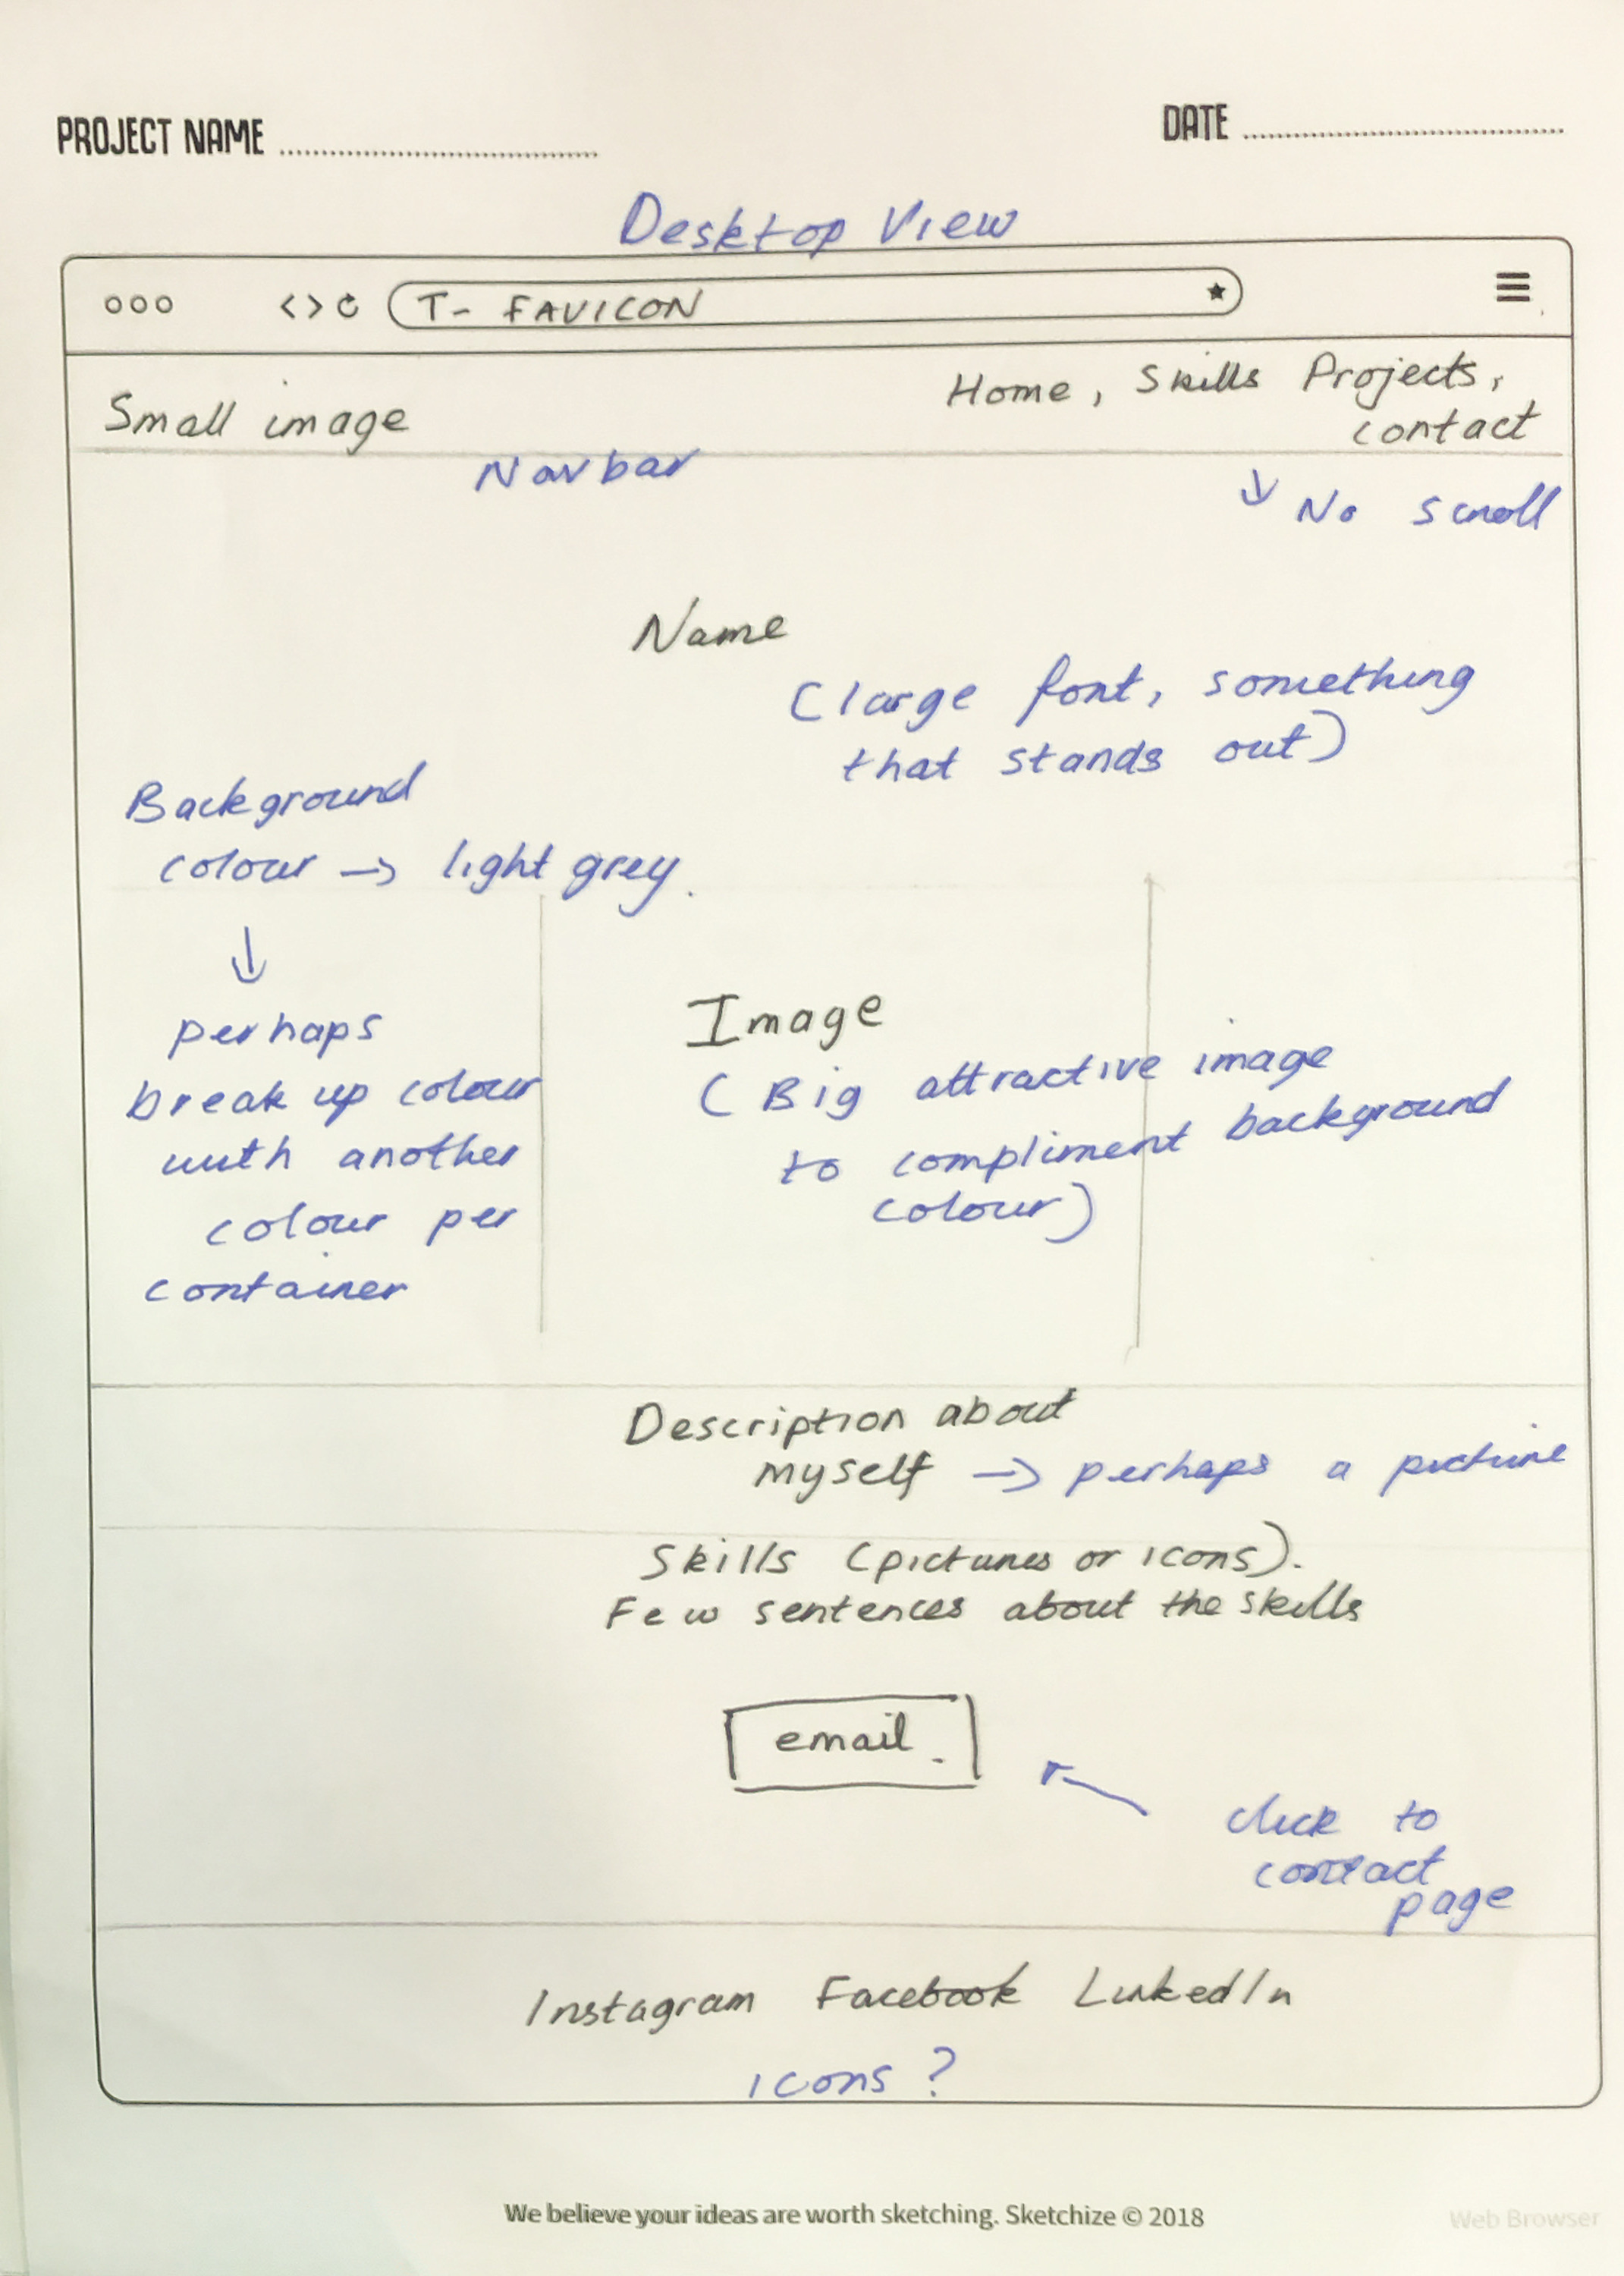 PROJECT NAME
DATE
Desktop View
T- FAVICON
Small image
Home, Skills Projects,
contact
Navbar
↓ No scroll
Name
(large font, something
that stands out)
Background
colour → light grey.
↓
perhaps
break up colour
with another
colour per
container
Image
(Big attractive image
to compliment background
colour)
Description about
myself → perhaps a picture
Skills (pictures or icons).
Few sentences about the skills
email.
click to
contact
page
Instagram Facebook LinkedIn
icons?
We believe your ideas are worth sketching. Sketchize © 2018
Web Browser